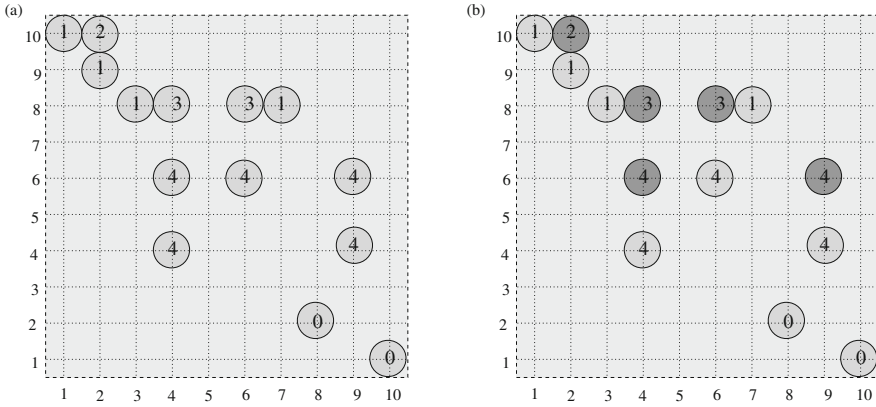 (a) (b)
10 1 2 10 1 2
9 1 9 1
8 1 3 3 1 8 1 3 3 1
7 7
6 4 4 4 6 4 4 4
5 5
4 4 4 4 4 4
3 3
2 0 2 0
1 0 1 0
1 2 3 4 5 6 7 8 9 10 1 2 3 4 5 6 7 8 9 10